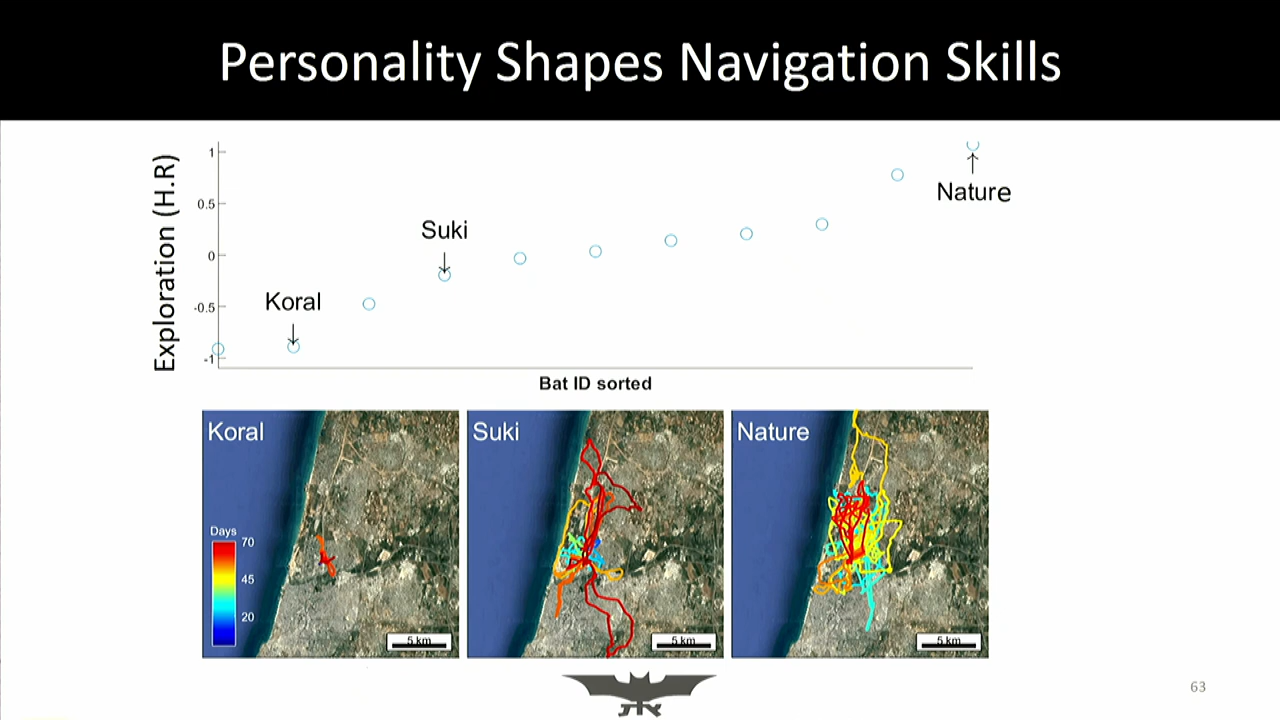 Personality Shapes Navigation Skills
Exploration (H.R)
1
0.5
0
-0.5
-1
Koral
Suki
Nature
Bat ID sorted
Koral
Days
70
45
20
5 km
Suki
5 km
Nature
5 km
63